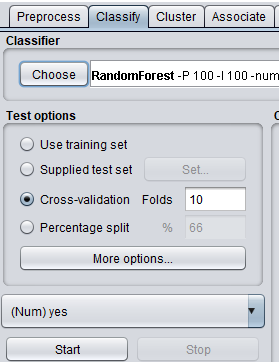 Preprocess Classify Cluster Associate
Classifier
Choose RandomForest -P 100 -I 100 -num
Test options
Use training set
Supplied test set Set...
Cross-validation Folds 10
Percentage split % 66
More options...
(Num) yes
Start Stop